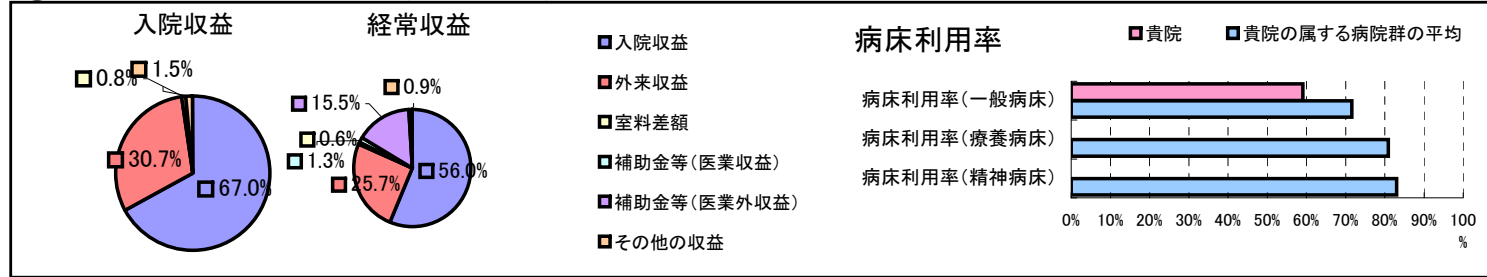 入院収益
0.8%
1.5%
30.7%
67.0%
経常収益
0.9%
15.5%
0.6%
1.3%
25.7%
56.0%
入院収益
外来収益
室料差額
補助金等(医業収益)
補助金等(医業外収益)
その他の収益
病床利用率
貴院
貴院の属する病院群の平均
病床利用率(一般病床)
病床利用率(療養病床)
病床利用率(精神病床)
0% 10% 20% 30% 40% 50% 60% 70% 80% 90% 100
%